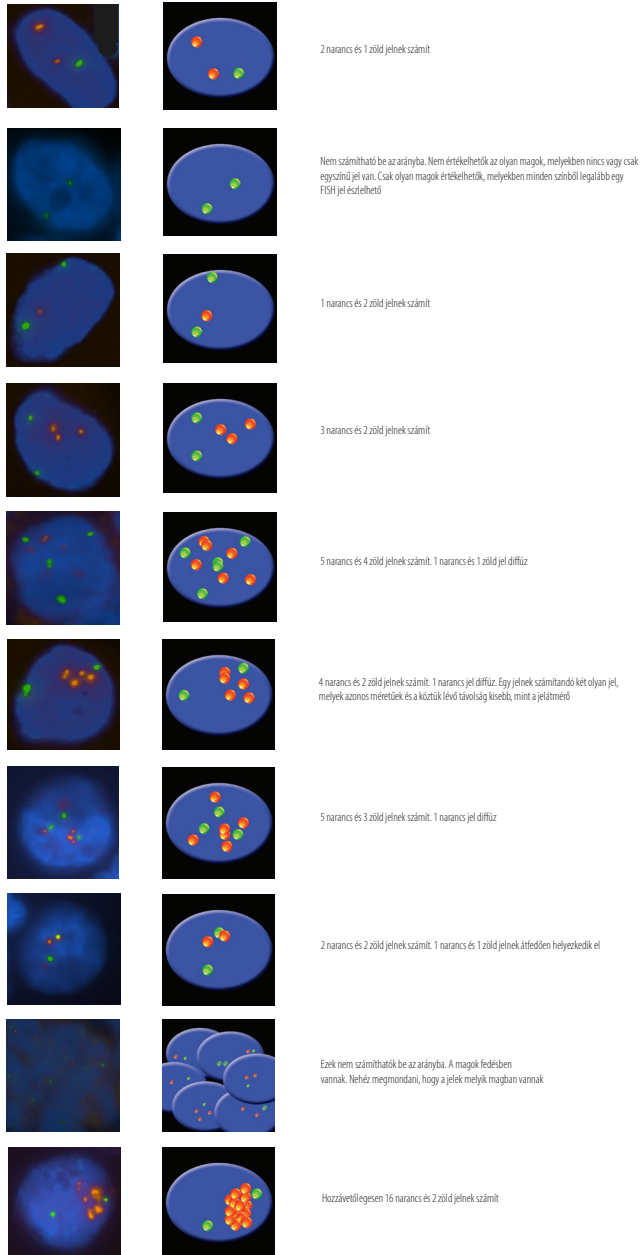 2 narancs és 1 zöld jelnek számít
Nem számítható be az arányba. Nem értékelhetők az olyan magok, melyekben nincs vagy csak
egyszínű jel van. Csak olyan magok értékelhetők, melyekben minden színből legalább egy
FISH jel észlelhető
1 narancs és 2 zöld jelnek számít
3 narancs és 2 zöld jelnek számít
5 narancs és 4 zöld jelnek számít. 1 narancs és 1 zöld jel diffúz
4 narancs és 2 zöld jelnek számít. 1 narancs jel diffúz. Egy jelnek számítandó két olyan jel,
melyek azonos méretűek és a köztük lévő távolság kisebb, mint a jelátmérő
5 narancs és 3 zöld jelnek számít. 1 narancs jel diffúz
2 narancs és 2 zöld jelnek számít. 1 narancs és 1 zöld jelnek átfedően helyezkedik el
Ezek nem számíthatók be az arányba. A magok fedésben
vannak. Nehéz megmondani, hogy a jelek melyik magban vannak
Hozzávetőlegesen 16 narancs és 2 zöld jelnek számít